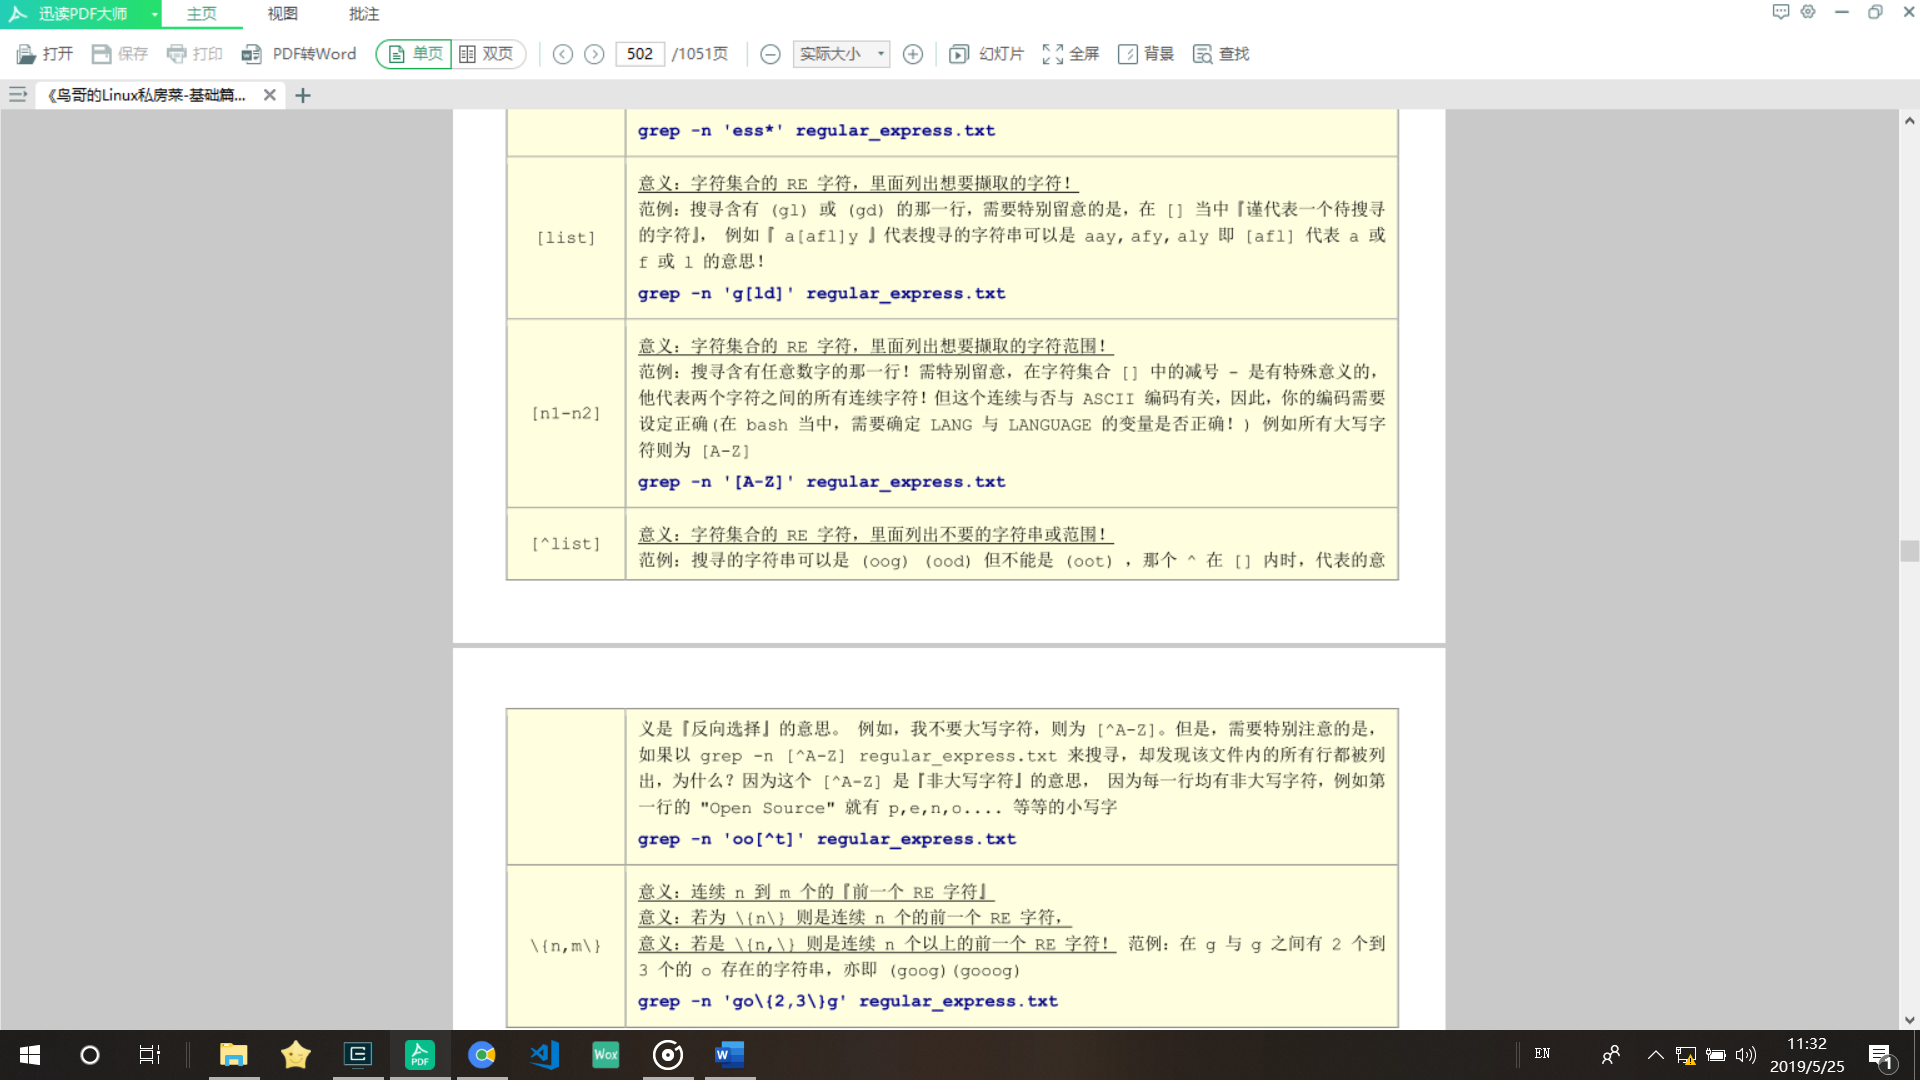 迅读PDF大师 主页 视图 批注
打开 保存 打印 PDF转Word 单页 双页 502 /1051页 实际大小 幻灯片 全屏 背景 查找
《鸟哥的Linux私房菜-基础篇...
grep -n 'ess*' regular_express.txt
[list]
意义：字符集合的 RE 字符，里面列出想要撷取的字符！
范例：搜寻含有 (gl) 或 (gd) 的那一行，需要特别留意的是，在 [] 当中『谨代表一个待搜寻
的字符』， 例如『 a[afl]y 』代表搜寻的字符串可以是 aay, afy, aly 即 [afl] 代表 a 或
f 或 l 的意思！
grep -n 'g[ld]' regular_express.txt
[n1-n2]
意义：字符集合的 RE 字符，里面列出想要撷取的字符范围！
范例：搜寻含有任意数字的那一行！需特别留意，在字符集合 [] 中的减号 - 是有特殊意义的，
他代表两个字符之间的所有连续字符！但这个连续与否与 ASCII 编码有关，因此，你的编码需要
设定正确(在 bash 当中，需要确定 LANG 与 LANGUAGE 的变量是否正确！) 例如所有大写字
符则为 [A-Z]
grep -n '[A-Z]' regular_express.txt
[^list]
意义：字符集合的 RE 字符，里面列出不要的字符串或范围！
范例：搜寻的字符串可以是 (oog) (ood) 但不能是 (oot) ，那个 ^ 在 [] 内时，代表的意
义是『反向选择』的意思。 例如，我不要大写字符，则为 [^A-Z]。但是，需要特别注意的是，
如果以 grep -n [^A-Z] regular_express.txt 来搜寻，却发现该文件内的所有行都被列
出，为什么？因为这个 [^A-Z] 是『非大写字符』的意思， 因为每一行均有非大写字符，例如第
一行的 "Open Source" 就有 p,e,n,o.... 等等的小写字
grep -n 'oo[^t]' regular_express.txt
\{n,m\}
意义：连续 n 到 m 个的『前一个 RE 字符』
意义：若为 \{n\} 则是连续 n 个的前一个 RE 字符，
意义：若是 \{n,\} 则是连续 n 个以上的前一个 RE 字符！ 范例：在 g 与 g 之间有 2 个到
3 个的 o 存在的字符串，亦即 (goog)(gooog)
grep -n 'go\{2,3\}g' regular_express.txt
PDF
Wox
W
EN
11:32
2019/5/25
1